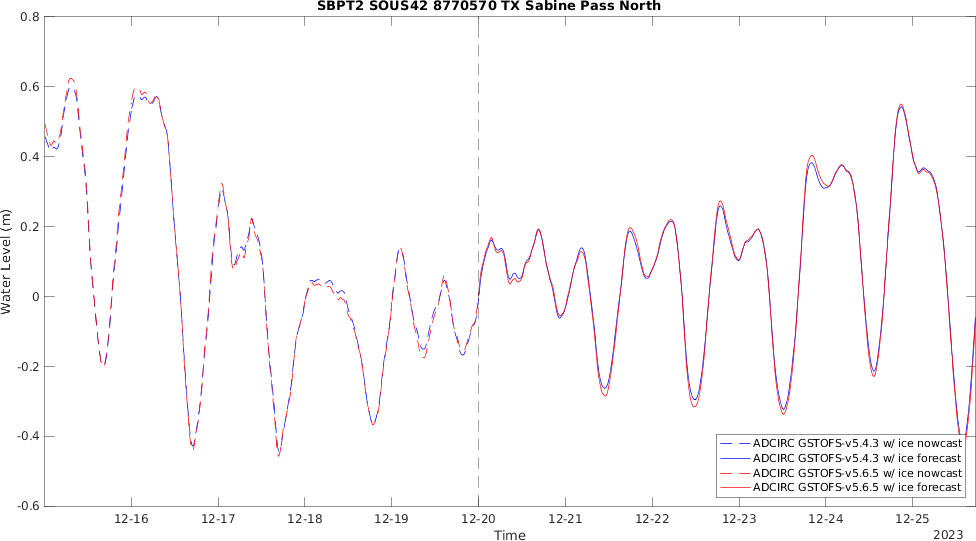 SBPT2 SOUS42 8770570 TX Sabine Pass North
Water Level (m)
0.8
0.6
0.4
0.2
0
-0.2
-0.4
-0.6
12-16
12-17
12-18
12-19
12-20
12-21
12-22
12-23
12-24
12-25
Time
2023
ADCIRC GSTOFS-v5.4.3 w/ ice nowcast
ADCIRC GSTOFS-v5.4.3 w/ ice forecast
ADCIRC GSTOFS-v5.6.5 w/ ice nowcast
ADCIRC GSTOFS-v5.6.5 w/ ice forecast